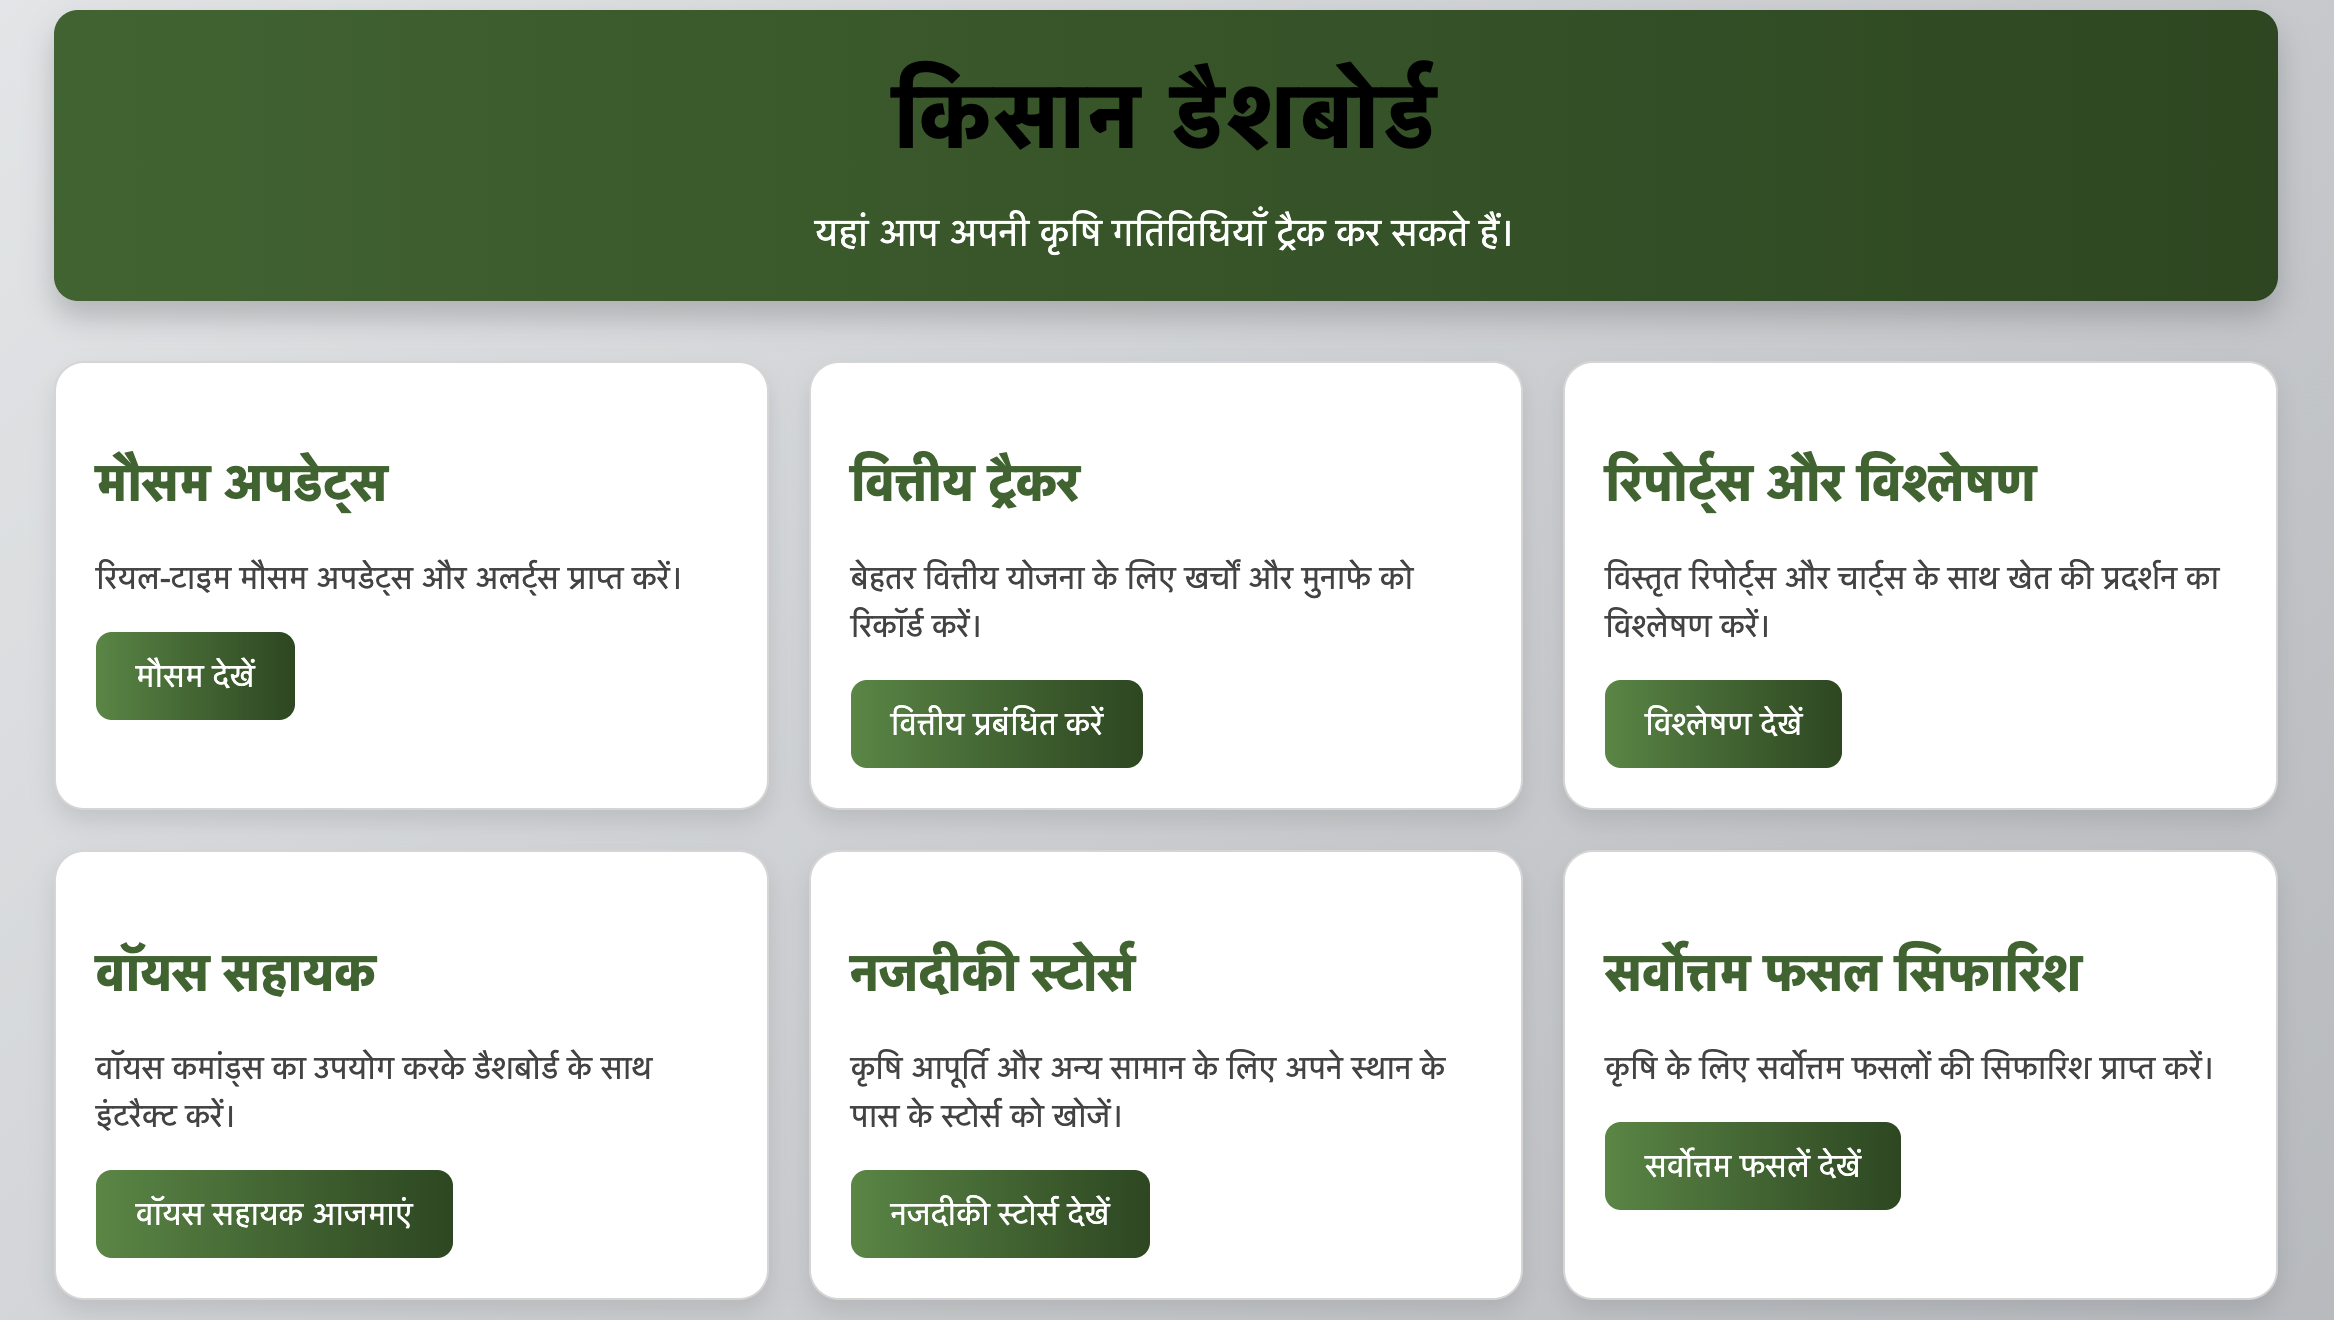 किसान डैशबोर्ड
यहां आप अपनी कृषि गतिविधियाँ ट्रैक कर सकते हैं।
मौसम अपडेट्स
रियल-टाइम मौसम अपडेट्स और अलर्ट्स प्राप्त करें।
मौसम देखें
वित्तीय ट्रैकर
बेहतर वित्तीय योजना के लिए खर्चों और मुनाफे को
रिकॉर्ड करें।
वित्तीय प्रबंधित करें
रिपोर्ट्स और विश्लेषण
विस्तृत रिपोर्ट्स और चार्ट्स के साथ खेत की प्रदर्शन का
विश्लेषण करें।
विश्लेषण देखें
वॉयस सहायक
वॉयस कमांड्स का उपयोग करके डैशबोर्ड के साथ
इंटरैक्ट करें।
वॉयस सहायक आजमाएं
नजदीकी स्टोर्स
कृषि आपूर्ति और अन्य सामान के लिए अपने स्थान के
पास के स्टोर्स को खोजें।
नजदीकी स्टोर्स देखें
सर्वोत्तम फसल सिफारिश
कृषि के लिए सर्वोत्तम फसलों की सिफारिश प्राप्त करें।
सर्वोत्तम फसलें देखें